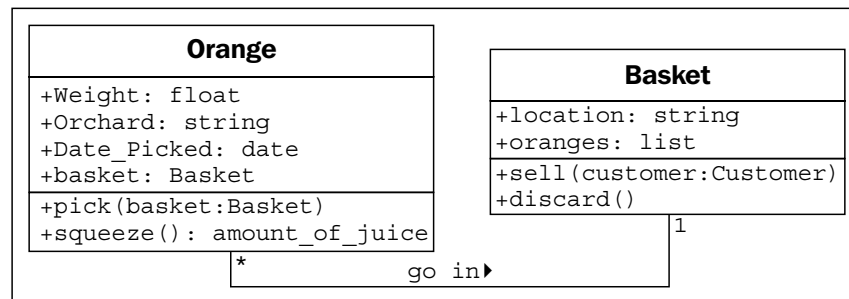 Orange
+Weight: float
+Orchard: string
+Date_Picked: date
+basket: Basket
+pick(basket:Basket)
+squeeze(): amount_of_juice
Basket
+location: string
+oranges: list
+sell(customer:Customer)
+discard()
*
go in
1